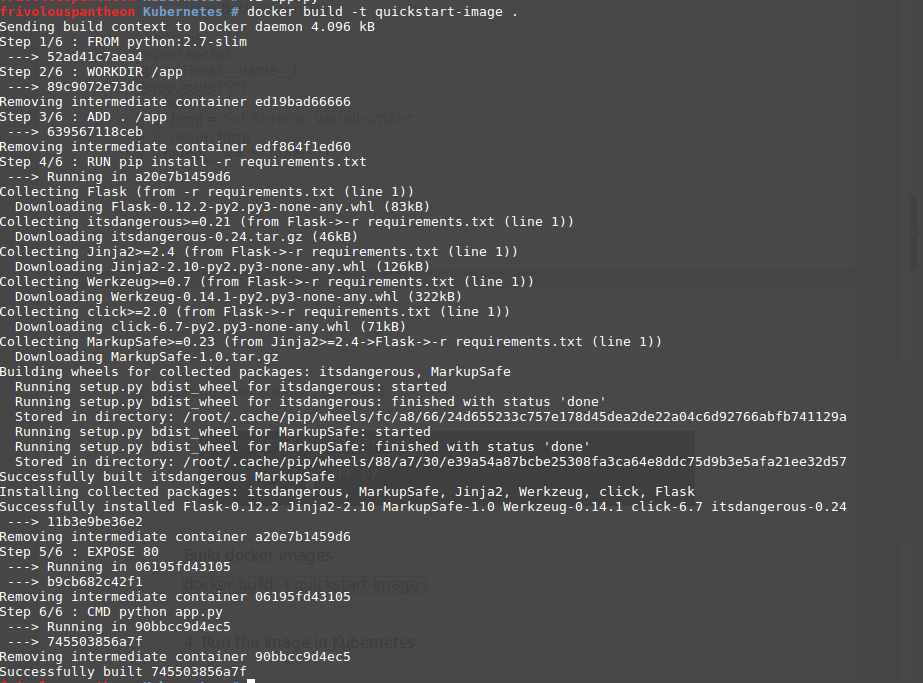 frivolouspantheon Kubernetes # docker build -t quickstart-image .
Sending build context to Docker daemon 4.096 kB
Step 1/6 : FROM python:2.7-slim
 ---> 52ad41c7aea4
Step 2/6 : WORKDIR /app
 ---> 89c9072e73dc
Removing intermediate container ed19bad66666
Step 3/6 : ADD . /app
 ---> 639567118ceb
Removing intermediate container edf864f1ed60
Step 4/6 : RUN pip install -r requirements.txt
 ---> Running in a20e7b1459d6
Collecting Flask (from -r requirements.txt (line 1))
  Downloading Flask-0.12.2-py2.py3-none-any.whl (83kB)
Collecting itsdangerous>=0.21 (from Flask->-r requirements.txt (line 1))
  Downloading itsdangerous-0.24.tar.gz (46kB)
Collecting Jinja2>=2.4 (from Flask->-r requirements.txt (line 1))
  Downloading Jinja2-2.10-py2.py3-none-any.whl (126kB)
Collecting Werkzeug>=0.7 (from Flask->-r requirements.txt (line 1))
  Downloading Werkzeug-0.14.1-py2.py3-none-any.whl (322kB)
Collecting click>=2.0 (from Flask->-r requirements.txt (line 1))
  Downloading click-6.7-py2.py3-none-any.whl (71kB)
Collecting MarkupSafe>=0.23 (from Jinja2>=2.4->Flask->-r requirements.txt (line 1))
  Downloading MarkupSafe-1.0.tar.gz
Building wheels for collected packages: itsdangerous, MarkupSafe
  Running setup.py bdist_wheel for itsdangerous: started
  Running setup.py bdist_wheel for itsdangerous: finished with status 'done'
  Stored in directory: /root/.cache/pip/wheels/fc/a8/66/24d655233c757e178d45dea2de22a04c6d92766abfb741129a
  Running setup.py bdist_wheel for MarkupSafe: started
  Running setup.py bdist_wheel for MarkupSafe: finished with status 'done'
  Stored in directory: /root/.cache/pip/wheels/88/a7/30/e39a54a87bcbe25308fa3ca64e8ddc75d9b3e5afa21ee32d57
Successfully built itsdangerous MarkupSafe
Installing collected packages: itsdangerous, MarkupSafe, Jinja2, Werkzeug, click, Flask
Successfully installed Flask-0.12.2 Jinja2-2.10 MarkupSafe-1.0 Werkzeug-0.14.1 click-6.7 itsdangerous-0.24
 ---> 11b3e9be36e2
Removing intermediate container a20e7b1459d6
Step 5/6 : EXPOSE 80
Build docker images
 ---> Running in 06195fd43105
 ---> b9cb682c42f1
docker build -t quickstart-image .
Removing intermediate container 06195fd43105
Step 6/6 : CMD python app.py
 ---> Running in 90bbcc9d4ec5
 ---> 745503856a7f
4. Run the image in Kubernetes
Removing intermediate container 90bbcc9d4ec5
Successfully built 745503856a7f